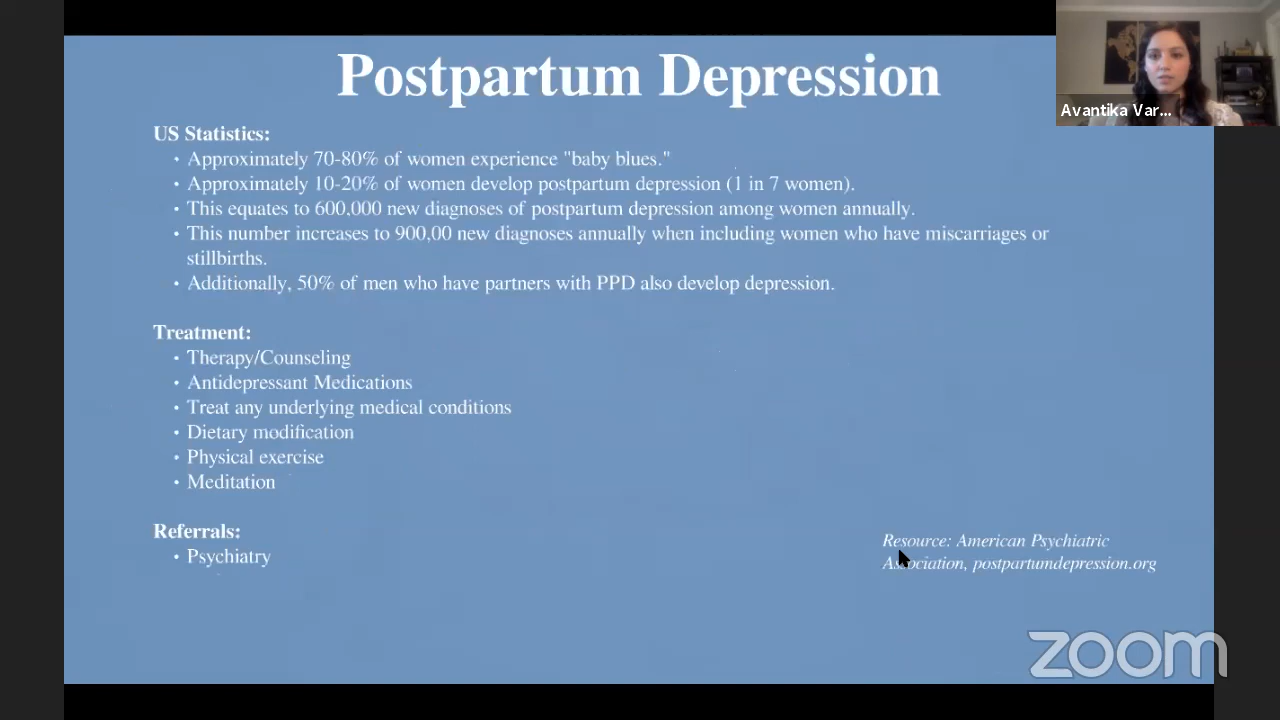 Postpartum Depression
Avantika Var...
US Statistics:
• Approximately 70-80% of women experience "baby blues."
• Approximately 10-20% of women develop postpartum depression (1 in 7 women).
• This equates to 600,000 new diagnoses of postpartum depression among women annually.
• This number increases to 900,00 new diagnoses annually when including women who have miscarriages or
stillbirths.
• Additionally, 50% of men who have partners with PPD also develop depression.
Treatment:
• Therapy/Counseling
• Antidepressant Medications
• Treat any underlying medical conditions
• Dietary modification
• Physical exercise
• Meditation
Referrals:
• Psychiatry
Resource: American Psychiatric
Association, postpartumdepression.org
zoom